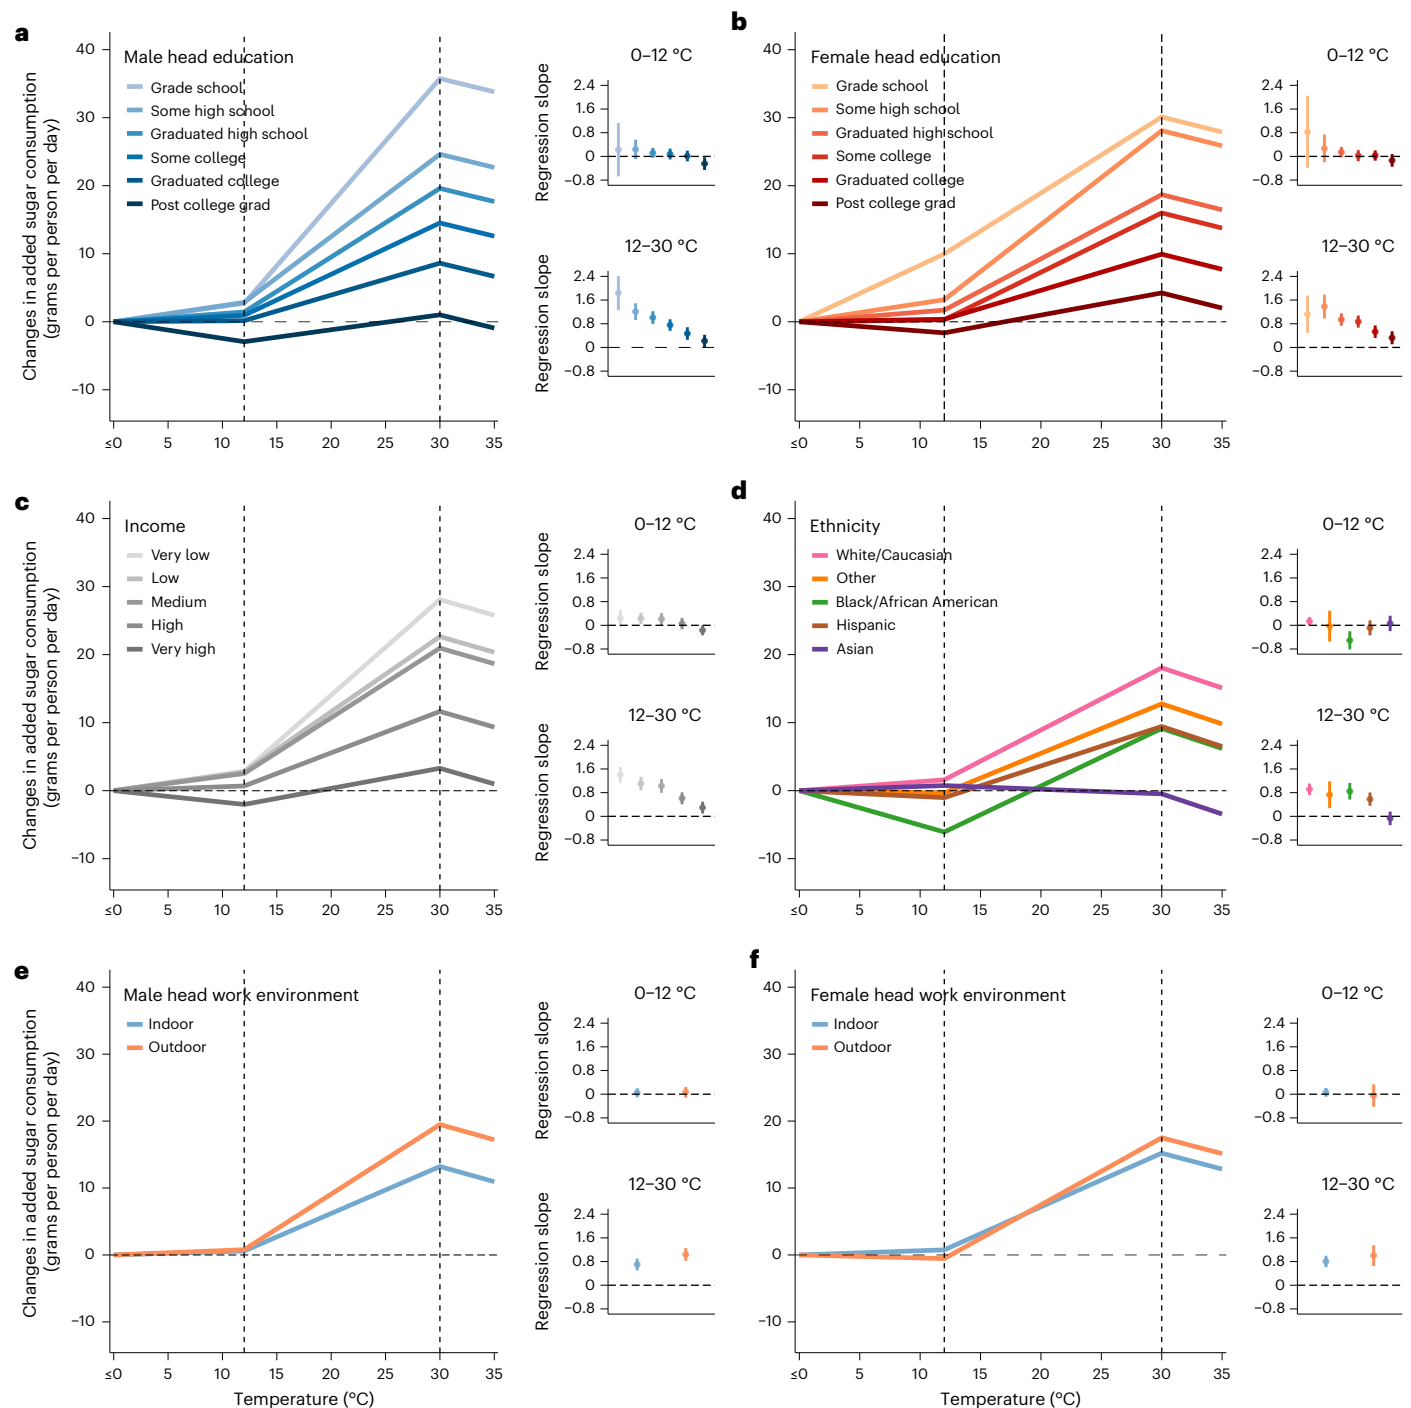 a
Changes in added sugar consumption
(grams per person per day)
40
30
20
10
0
−10
Male head education
Grade school
Some high school
Graduated high school
Some college
Graduated college
Post college grad
≤0 5 10 15 20 25 30 35
0–12 °C
Regression slope
2.4
1.6
0.8
0
−0.8
12–30 °C
Regression slope
2.4
1.6
0.8
0
−0.8
b
40
30
20
10
0
−10
Female head education
Grade school
Some high school
Graduated high school
Some college
Graduated college
Post college grad
≤0 5 10 15 20 25 30 35
0–12 °C
2.4
1.6
0.8
0
−0.8
12–30 °C
2.4
1.6
0.8
0
−0.8
c
Changes in added sugar consumption
(grams per person per day)
40
30
20
10
0
−10
Income
Very low
Low
Medium
High
Very high
≤0 5 10 15 20 25 30 35
0–12 °C
Regression slope
2.4
1.6
0.8
0
−0.8
12–30 °C
Regression slope
2.4
1.6
0.8
0
−0.8
d
40
30
20
10
0
−10
Ethnicity
White/Caucasian
Other
Black/African American
Hispanic
Asian
≤0 5 10 15 20 25 30 35
0–12 °C
2.4
1.6
0.8
0
−0.8
12–30 °C
2.4
1.6
0.8
0
−0.8
e
Changes in added sugar consumption
(grams per person per day)
40
30
20
10
0
−10
Male head work environment
Indoor
Outdoor
≤0 5 10 15 20 25 30 35
Temperature (°C)
0–12 °C
Regression slope
2.4
1.6
0.8
0
−0.8
12–30 °C
Regression slope
2.4
1.6
0.8
0
−0.8
f
40
30
20
10
0
−10
Female head work environment
Indoor
Outdoor
≤0 5 10 15 20 25 30 35
Temperature (°C)
0–12 °C
2.4
1.6
0.8
0
−0.8
12–30 °C
2.4
1.6
0.8
0
−0.8